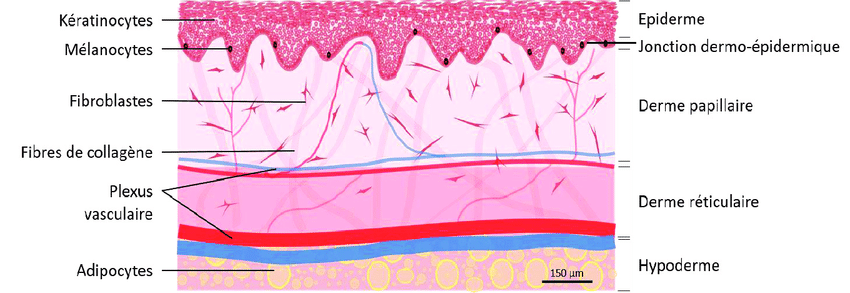 Kératinocytes
Mélanocytes
Fibroblastes
Fibres de collagène
Plexus
vasculaire
Adipocytes
Epiderme
Jonction dermo-épidermique
Derme papillaire
Derme réticulaire
Hypoderme
150 µm